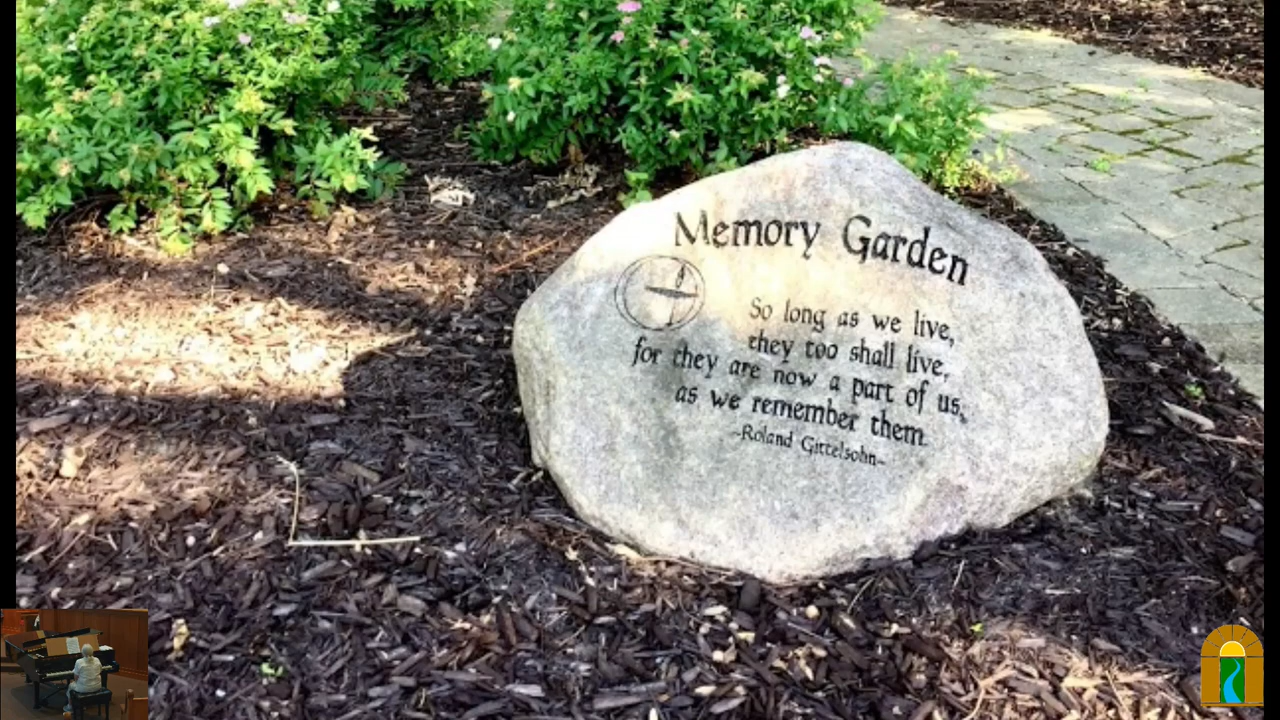 Memory Garden
So long as we live,
they too shall live,
for they are now a part of us,
as we remember them.
-Roland Gittelsohn-